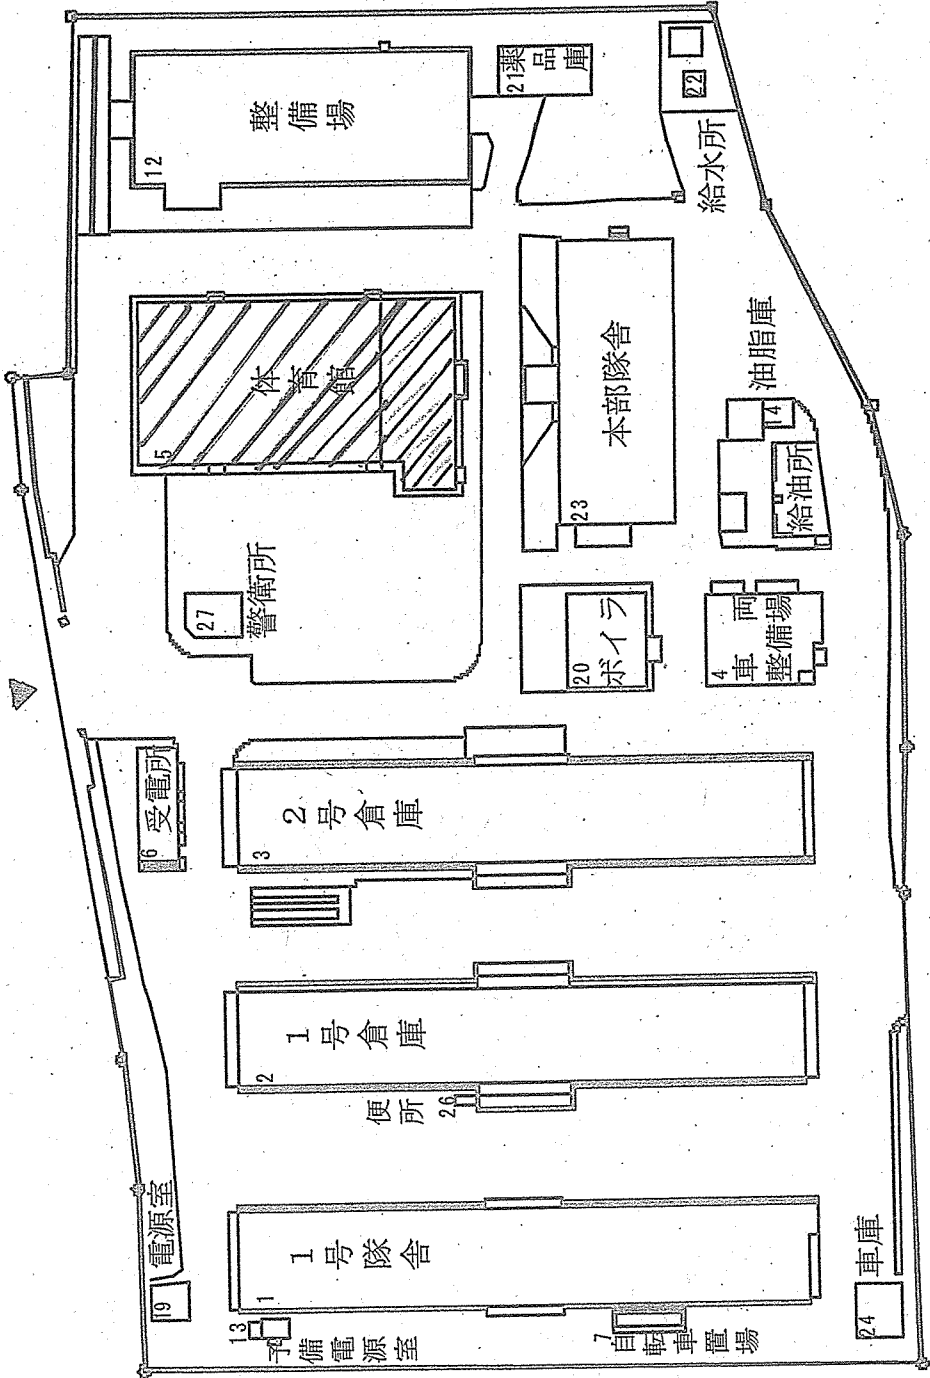 12
整備場
21
薬品庫
22
給水所
5
体育館
23
本部隊舎
油脂庫
14
給油所
27
警衛所
20
ボイラ
4
車両
整備場
6
受電所
3
2号倉庫
2
1号倉庫
便所
26
19
電源室
1
1号隊舎
13
予備電源室
7
自転車置場
24
車庫